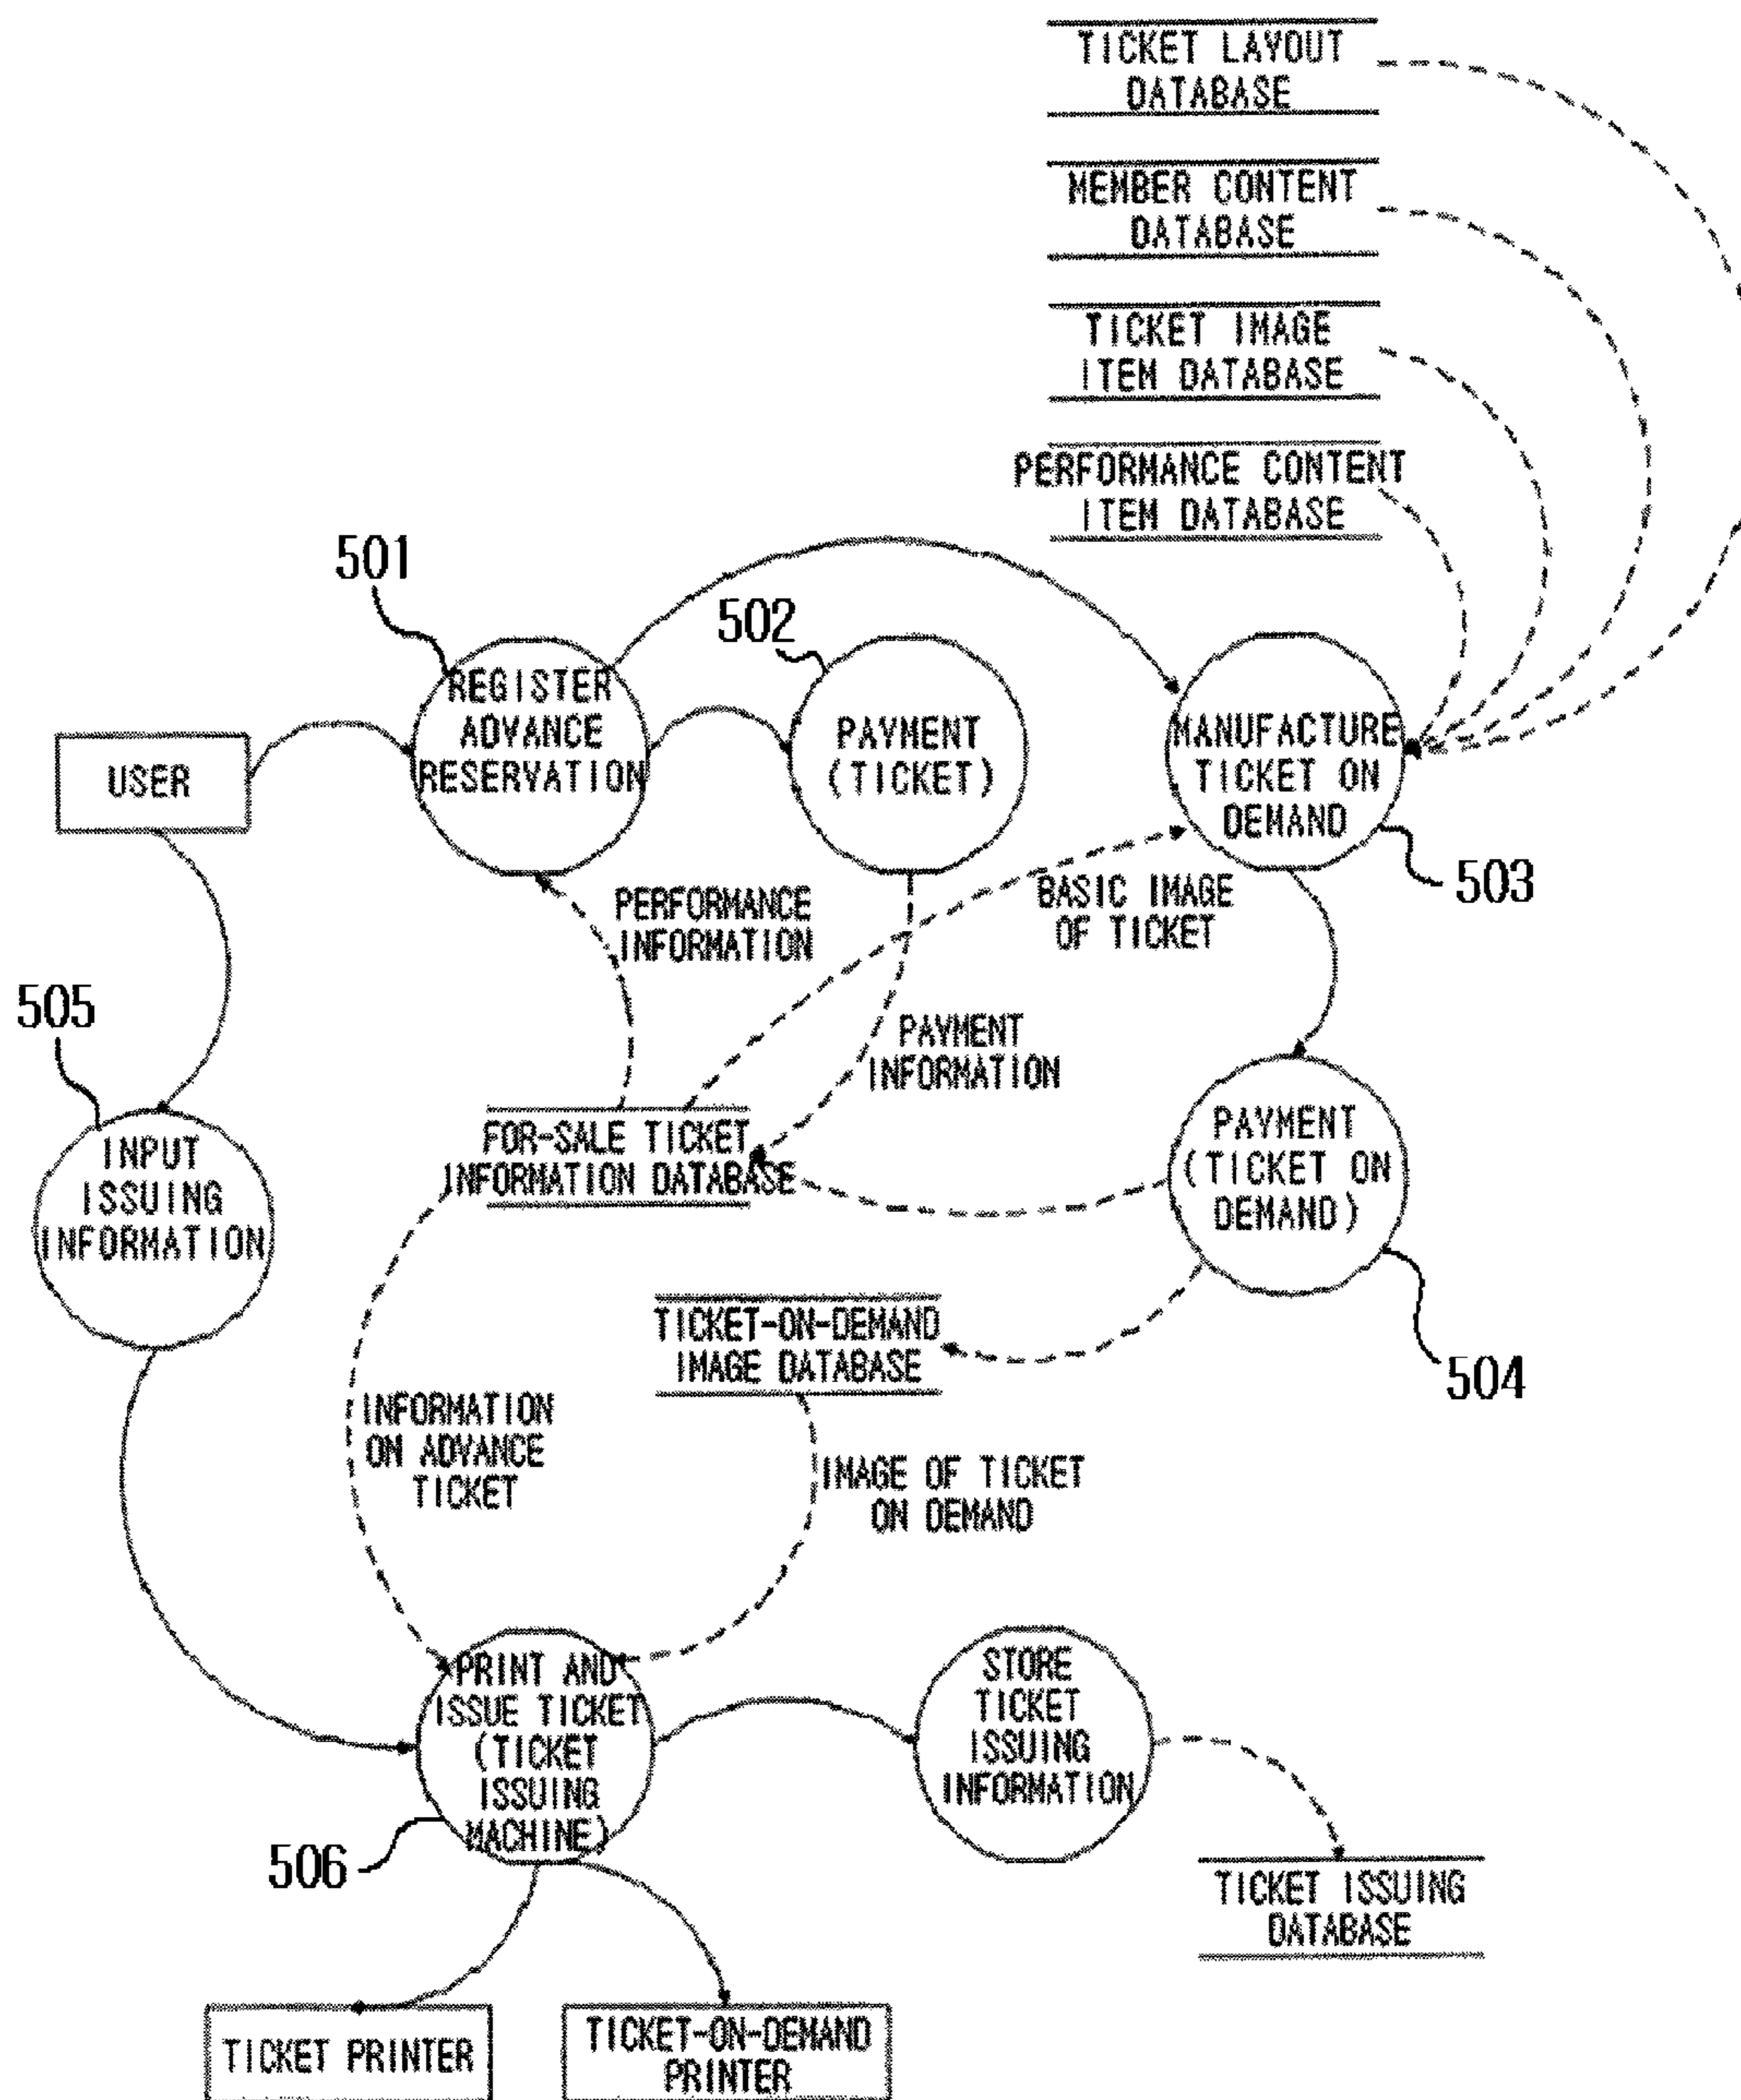 TICKET LAYOUT
DATABASE
MEMBER CONTENT
DATABASE
TICKET IMAGE
ITEM DATABASE
PERFORMANCE CONTENT
ITEM DATABASE
501
502
REGISTER
ADVANCE
RESERVATION
PAYMENT
(TICKET)
MANUFACTURE
TICKET ON
DEMAND
USER
503
PERFORMANCE
INFORMATION
BASIC IMAGE
OF TICKET
505
PAYMENT
INFORMATION
INPUT
ISSUING
INFORMATION
FOR-SALE TICKET
INFORMATION DATABASE
PAYMENT
(TICKET ON
DEMAND)
504
TICKET-ON-DEMAND
IMAGE DATABASE
INFORMATION
ON ADVANCE
TICKET
IMAGE OF TICKET
ON DEMAND
PRINT AND
ISSUE TICKET
(TICKET
ISSUING
MACHINE)
506
STORE
TICKET
ISSUING
INFORMATION
TICKET ISSUING
DATABASE
TICKET PRINTER
TICKET-ON-DEMAND
PRINTER